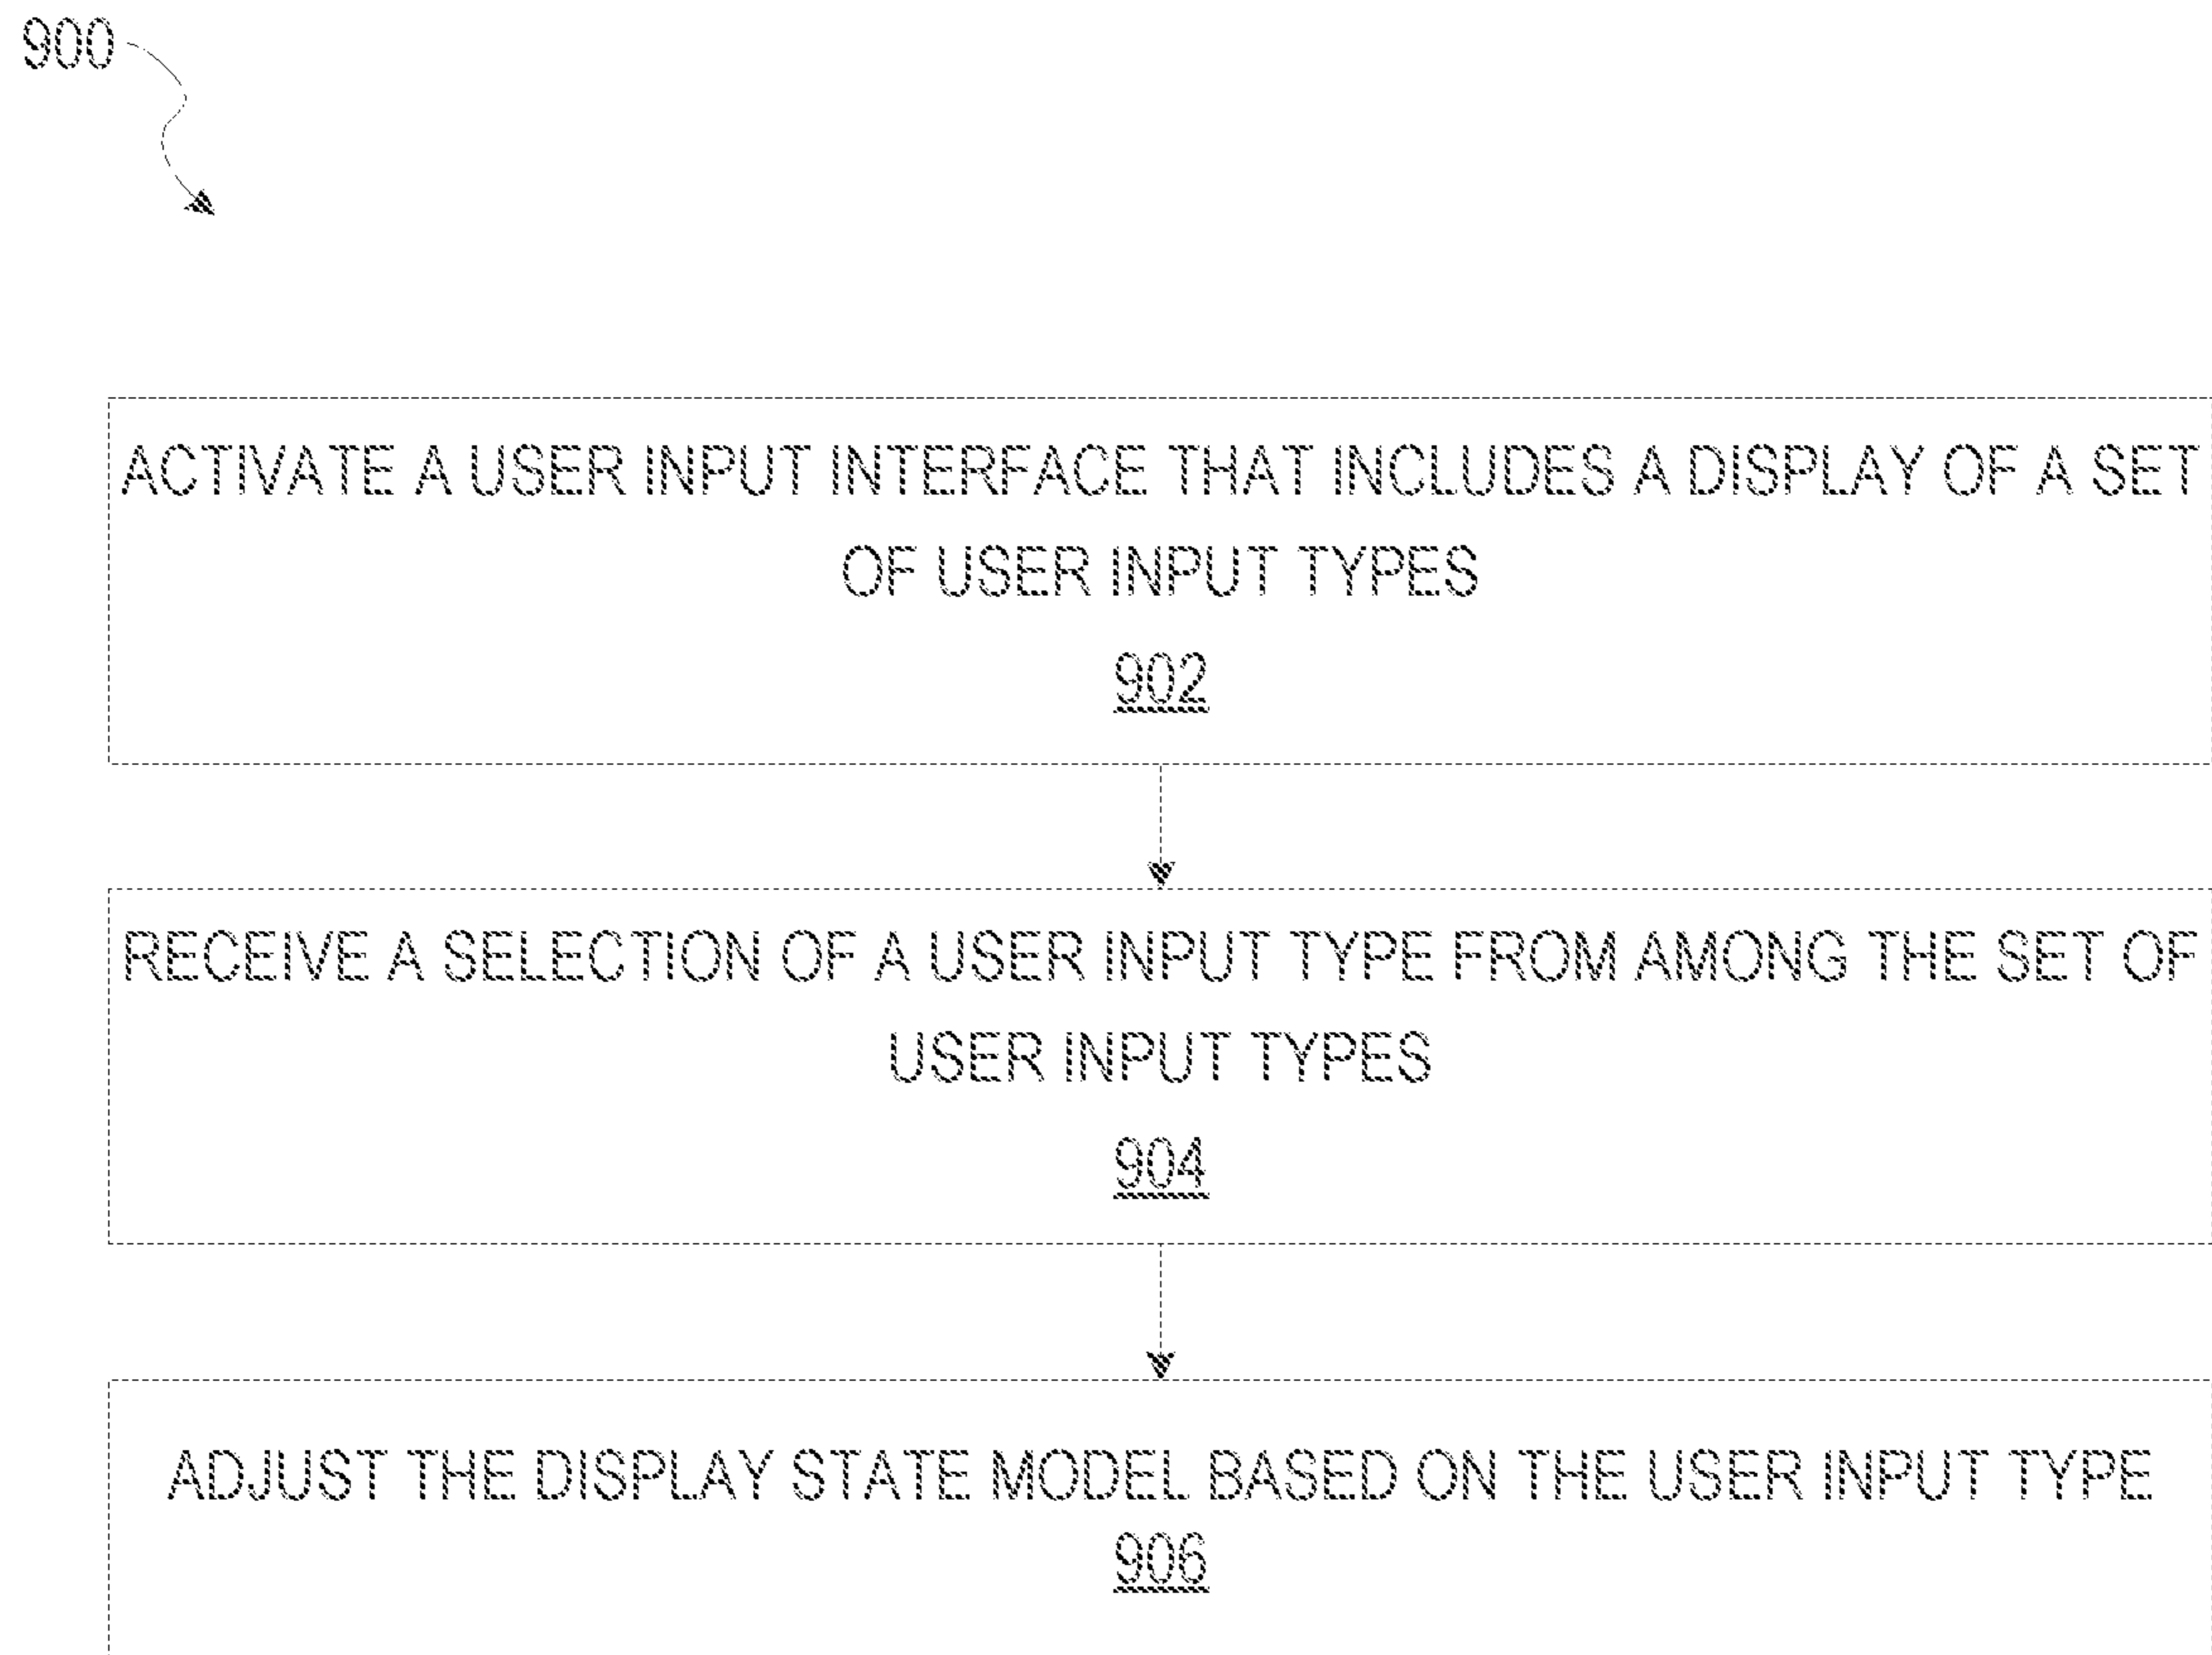 900
ACTIVATE A USER INPUT INTERFACE THAT INCLUDES A DISPLAY OF A SET
OF USER INPUT TYPES
902
RECEIVE A SELECTION OF A USER INPUT TYPE FROM AMONG THE SET OF
USER INPUT TYPES
904
ADJUST THE DISPLAY STATE MODEL BASED ON THE USER INPUT TYPE
906